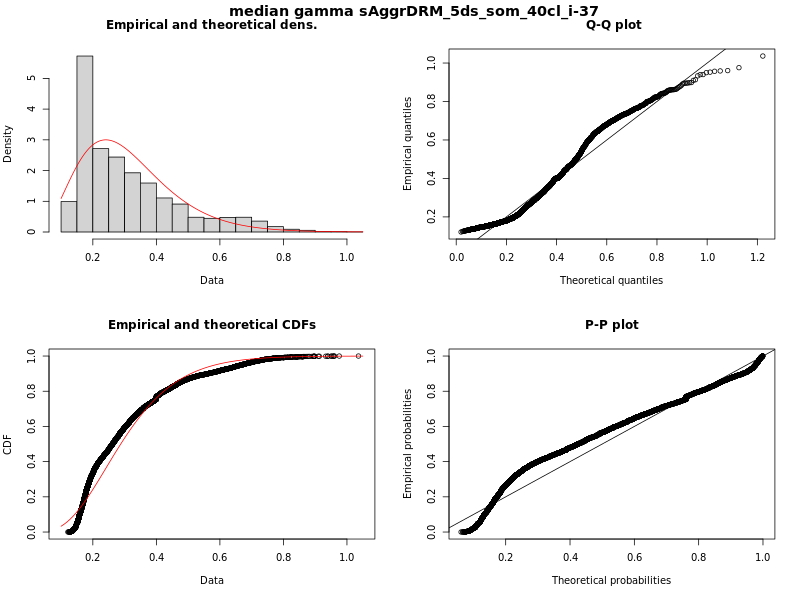 median gamma sAggrDRM_5ds_som_40cl_i-37
Empirical and theoretical dens.
Density
0 1 2 3 4 5
0.2 0.4 0.6 0.8 1.0
Data
Q-Q plot
Empirical quantiles
0.2 0.4 0.6 0.8 1.0
0.0 0.2 0.4 0.6 0.8 1.0 1.2
Theoretical quantiles
Empirical and theoretical CDFs
CDF
0.0 0.2 0.4 0.6 0.8 1.0
0.2 0.4 0.6 0.8 1.0
Data
P-P plot
Empirical probabilities
0.0 0.2 0.4 0.6 0.8 1.0
0.2 0.4 0.6 0.8 1.0
Theoretical probabilities